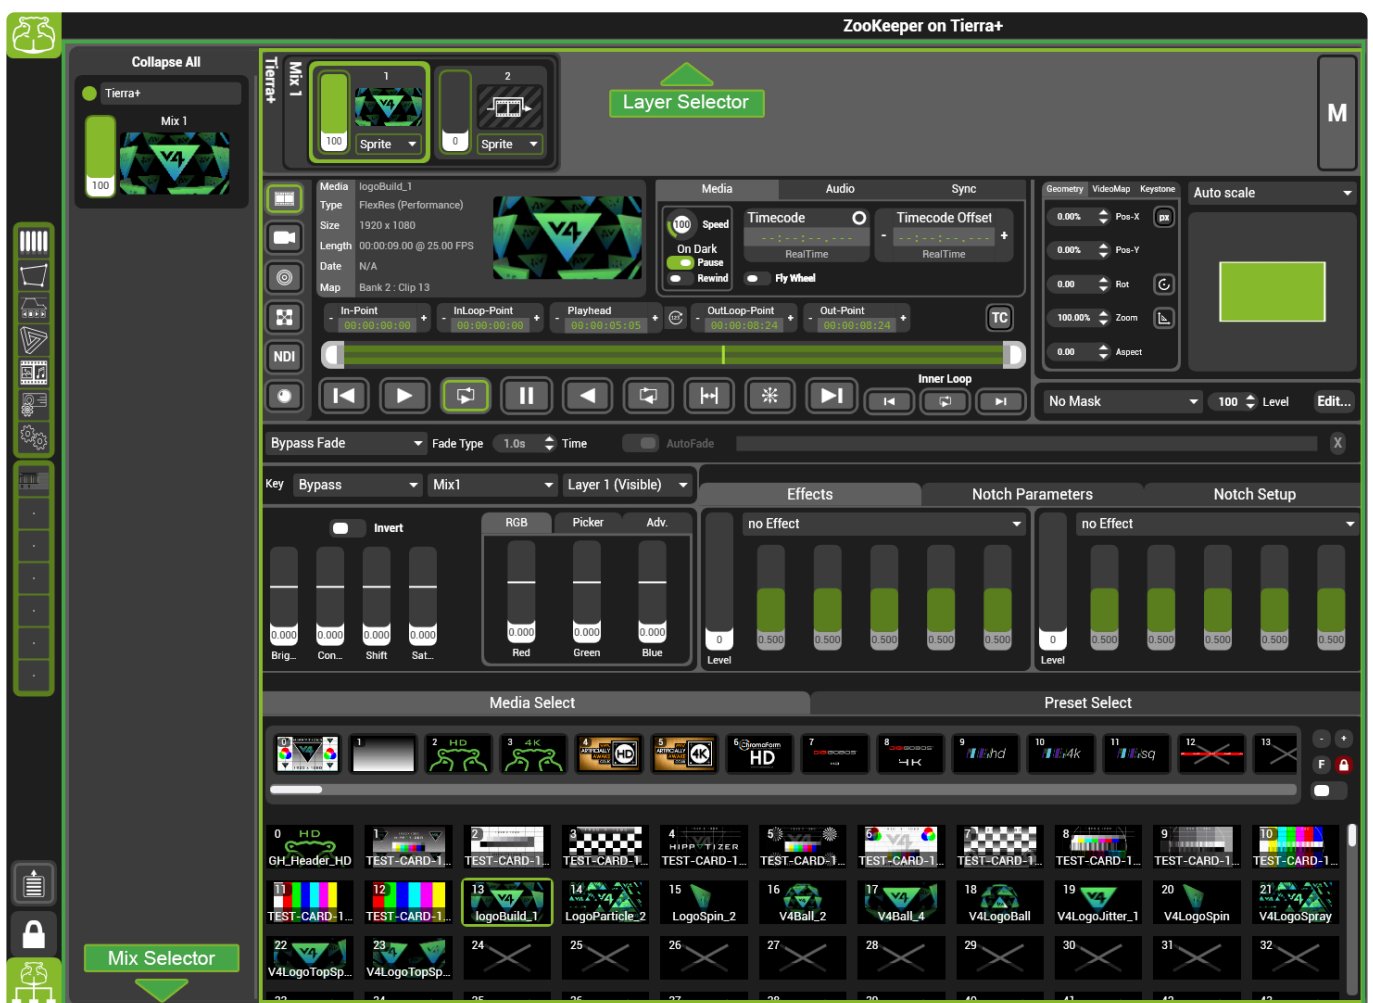 ZooKeeper on Tierra+
Collapse All
Tierra+
Mix 1
100
Mix Selector
Tierra+
Mix 1
1
100
Sprite
2
0
Sprite
Layer Selector
M
Media logoBuild_1
Type FlexRes (Performance)
Size 1920 x 1080
Length 00:00:09.00 @ 25.00 FPS
Date N/A
Map Bank 2 : Clip 13
NDI
Media Audio Sync
100 Speed
On Dark
Pause
Rewind
Timecode
--:--:--.---
RealTime
Timecode Offset
- --:--:--.--- +
RealTime
Fly Wheel
In-Point
- 00:00:00:00 +
InLoop-Point
- 00:00:00:00 +
Playhead
- 00:00:05:05 +
OutLoop-Point
- 00:00:08:24 +
Out-Point
- 00:00:08:24 +
TC
Inner Loop
Geometry VideoMap Keystone
0.00% Pos-X px
0.00% Pos-Y
0.00 Rot
100.00% Zoom
0.00 Aspect
Auto scale
No Mask 100 Level Edit...
Bypass Fade Fade Type 1.0s Time AutoFade X
Key Bypass Mix1 Layer 1 (Visible)
Invert
0.000 0.000 0.000 0.000
Brig... Con... Shift Sat...
RGB Picker Adv.
0.000 0.000 0.000
Red Green Blue
Effects Notch Parameters Notch Setup
no Effect
0 0.500 0.500 0.500 0.500 0.500
Level
no Effect
0 0.500 0.500 0.500 0.500 0.500
Level
Media Select Preset Select
0 V4
1
2 HD
3 4K
4 HD
5 4K
6 ChromaForm HD
7
8 4K
9 hd
10 4k
11 sq
12
13
- +
F
0 HD GH_Header_HD
1 TEST-CARD-1...
2 TEST-CARD-1...
3 TEST-CARD-1...
4 HIPPOTIZER TEST-CARD-1...
5 TEST-CARD-1...
6 TEST-CARD-1...
7 TEST-CARD-1...
8 TEST-CARD-1...
9 TEST-CARD-1...
10 TEST-CARD-1...
11 TEST-CARD-1...
12 TEST-CARD-1...
13 logoBuild_1
14 LogoParticle_2
15 LogoSpin_2
16 V4Ball_2
17 V4Ball_4
18 V4LogoBall
19 V4LogoJitter_1
20 V4LogoSpin
21 V4LogoSpray
22 V4LogoTopSp...
23 V4LogoTopSp...
24
25
26
27
28
29
30
31
32